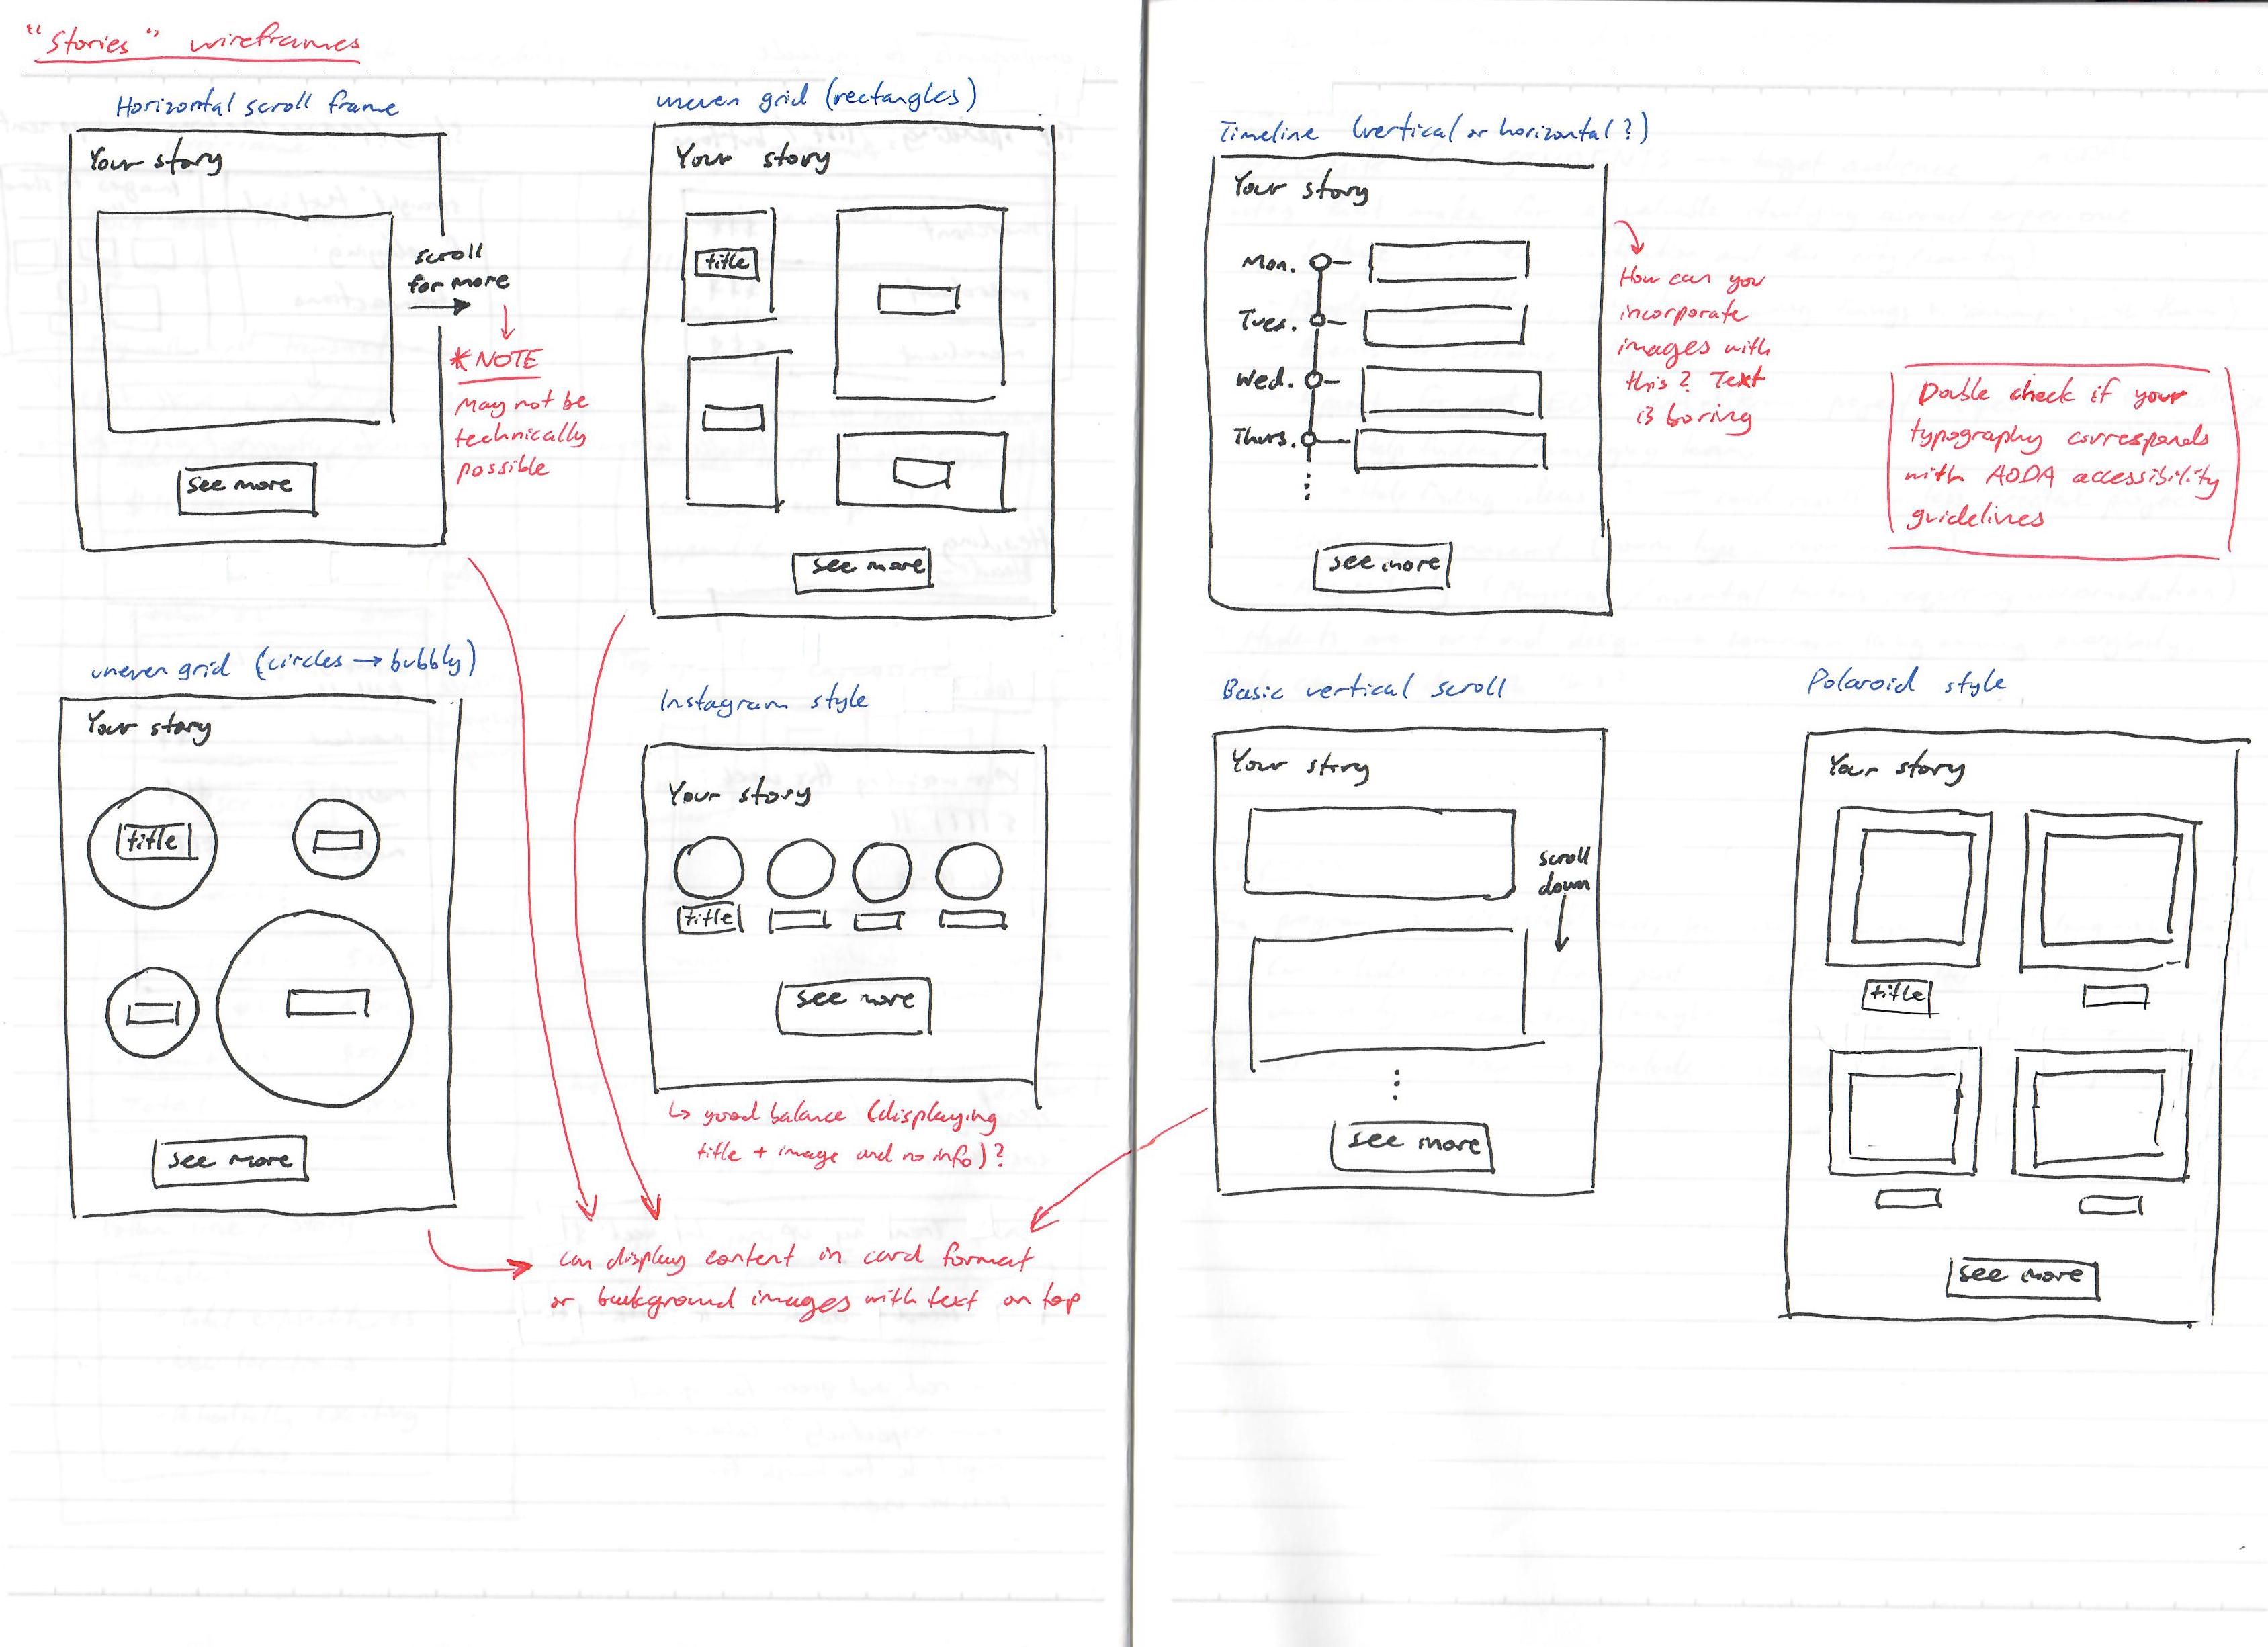 "Stories" wireframes
Horizontal scroll frame
Your story
scroll
for more
* NOTE
May not be
technically
possible
see more
uneven grid (rectangles)
Your story
title
see more
uneven grid (circles → bubbly)
Your story
title
see more
Instagram style
Your story
title
see more
↳ good balance (displaying
title + image and no info)?
can display content in card format
or background images with text on top
Timeline (vertical or horizontal?)
Your story
Mon.
Tues.
Wed.
Thurs.
see more
How can you
incorporate
images with
this? Text
is boring
Double check if your
typography corresponds
with AODA accessibility
guidelines
Basic vertical scroll
Your story
scroll
down
see more
Polaroid style
Your story
title
see more